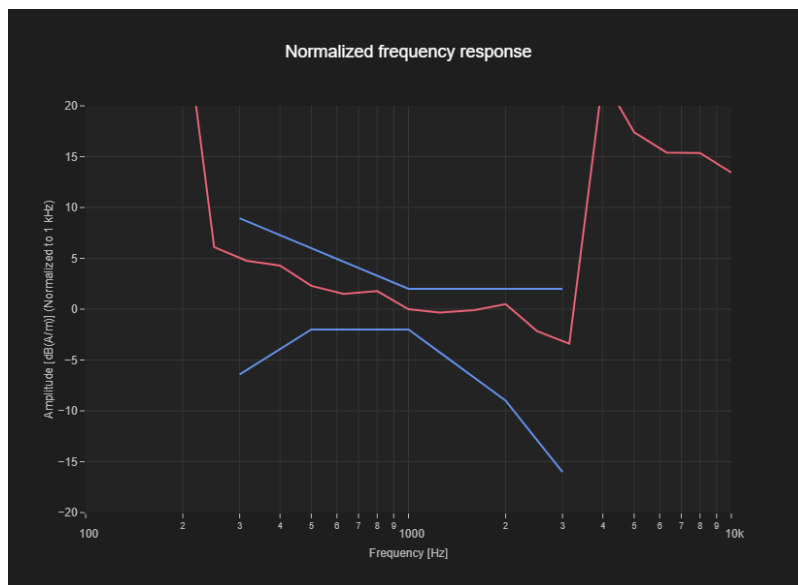 Normalized frequency response
Amplitude [dB(A/m)] (Normalized to 1 kHz)
20
15
10
5
0
−5
−10
−15
−20
100 2 3 4 5 6 7 8 9 1000 2 3 4 5 6 7 8 9 10k
Frequency [Hz]